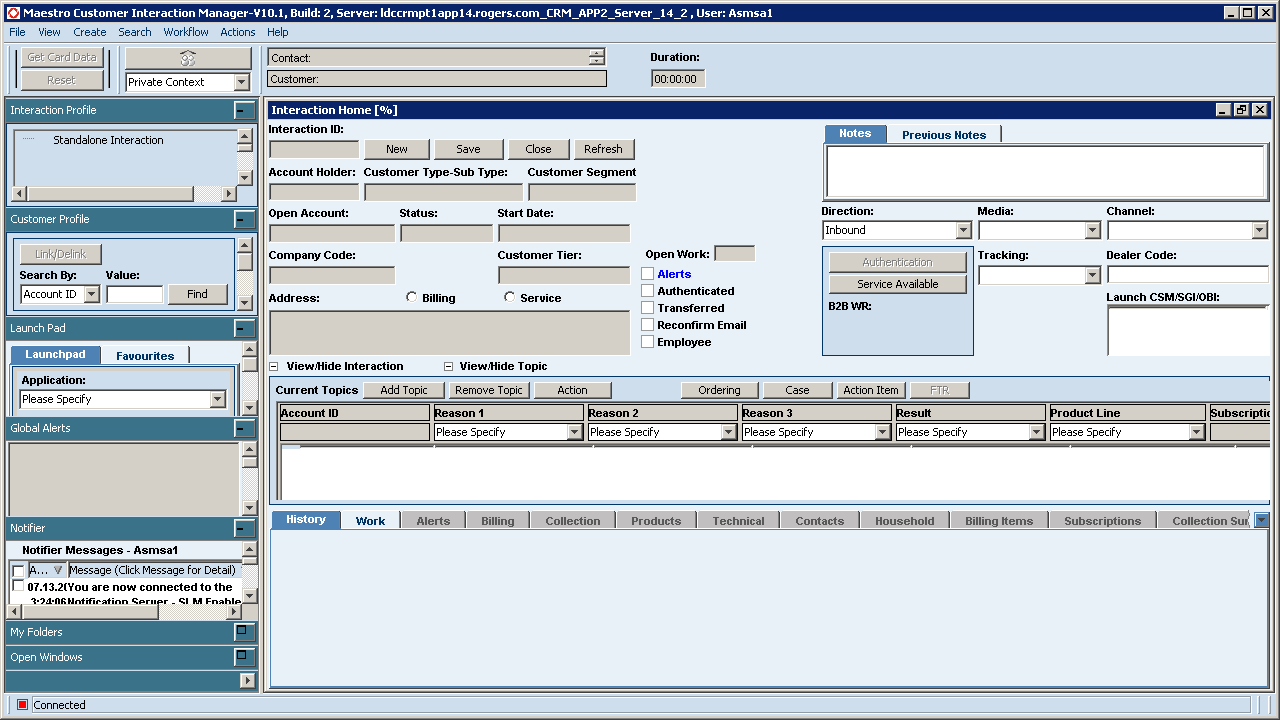 Maestro Customer Interaction Manager-V10.1, Build: 2, Server: ldccrmpt1app14.rogers.com_CRM_APP2_Server_14_2 , User: Asmsa1
File View Create Search Workflow Actions Help
Get Card Data
Reset
Private Context
Contact:
Customer:
Duration:
00:00:00
Interaction Profile
Standalone Interaction
Customer Profile
Link/Delink
Search By: Value:
Account ID Find
Launch Pad
Launchpad Favourites
Application:
Please Specify
Global Alerts
Notifier
Notifier Messages - Asmsa1
A... Message (Click Message for Detail)
07.13.2( You are now connected to the
3:24:06 Notification Server - SLM Enable
My Folders
Open Windows
Interaction Home [%]
Interaction ID:
New Save Close Refresh
Account Holder: Customer Type-Sub Type: Customer Segment
Open Account: Status: Start Date:
Company Code: Customer Tier:
Address: Billing Service
Open Work:
Alerts
Authenticated
Transferred
Reconfirm Email
Employee
Notes Previous Notes
Direction: Media: Channel:
Inbound
Authentication
Service Available
B2B WR:
Tracking: Dealer Code:
Launch CSM/SGI/OBI:
View/Hide Interaction View/Hide Topic
Current Topics Add Topic Remove Topic Action Ordering Case Action Item FTR
Account ID Reason 1 Reason 2 Reason 3 Result Product Line Subscriptio
Please Specify Please Specify Please Specify Please Specify Please Specify
History Work Alerts Billing Collection Products Technical Contacts Household Billing Items Subscriptions Collection Su
Connected